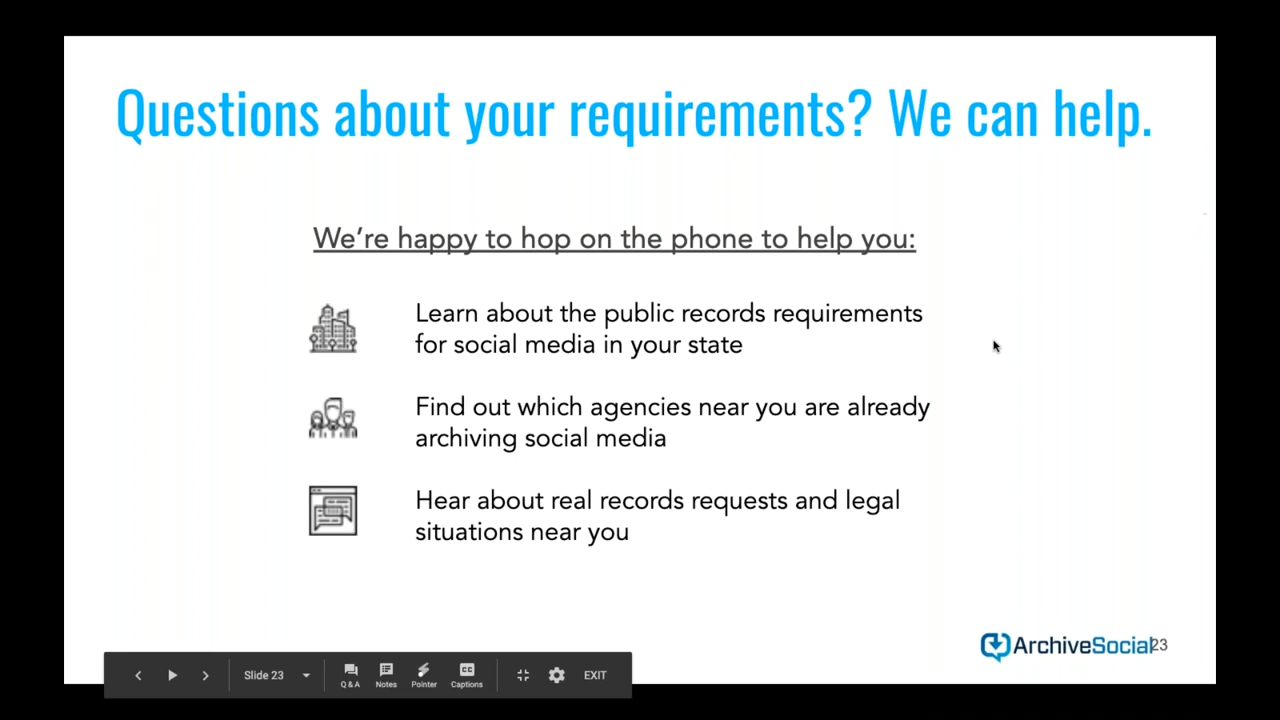 Questions about your requirements? We can help.
We’re happy to hop on the phone to help you:
Learn about the public records requirements
for social media in your state
Find out which agencies near you are already
archiving social media
Hear about real records requests and legal
situations near you
ArchiveSocial
23
Slide 23
Q & A
Notes
Pointer
CC
Captions
EXIT